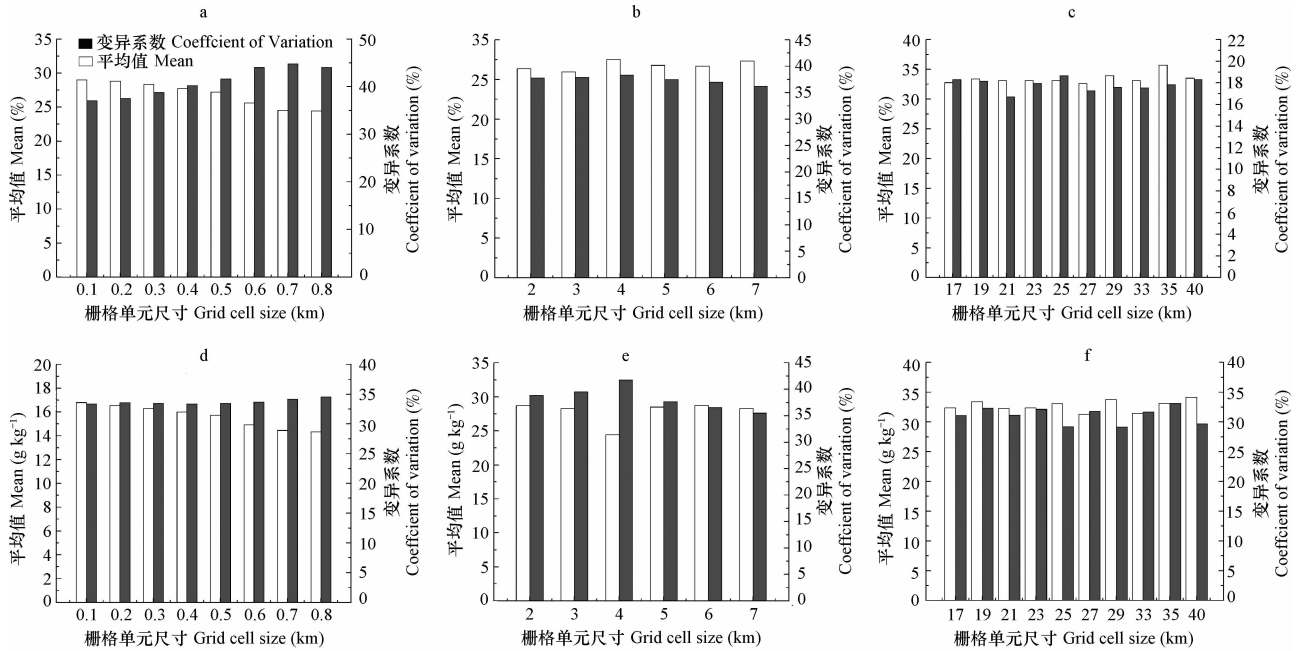 a
变异系数 Coeffcient of Variation
平均值 Mean
平均值 Mean (%)
35
30
25
20
15
10
5
0
50
40
30
20
10
0
变异系数
Coeffcient of variation (%)
0.1 0.2 0.3 0.4 0.5 0.6 0.7 0.8
栅格单元尺寸 Grid cell size (km)
b
平均值 Mean (%)
35
30
25
20
15
10
5
0
45
40
35
30
25
20
15
10
5
0
变异系数
Coeffcient of variation (%)
2 3 4 5 6 7
栅格单元尺寸 Grid cell size (km)
c
平均值 Mean (%)
40
35
30
25
20
15
10
5
0
22
20
18
16
14
12
10
8
6
4
2
0
变异系数
Coeffcient of variation (%)
17 19 21 23 25 27 29 33 35 40
栅格单元尺寸 Grid cell size (km)
d
平均值 Mean (g kg⁻¹)
20
18
16
14
12
10
8
6
4
2
0
40
35
30
25
20
15
10
5
0
变异系数
Coeffcient of variation (%)
0.1 0.2 0.3 0.4 0.5 0.6 0.7 0.8
栅格单元尺寸 Grid cell size (km)
e
平均值 Mean (g kg⁻¹)
35
30
25
20
15
10
5
0
45
40
35
30
25
20
15
10
5
0
变异系数
Coeffcient of variation (%)
2 3 4 5 6 7
栅格单元尺寸 Grid cell size (km)
f
平均值 Mean (g kg⁻¹)
40
35
30
25
20
15
10
5
0
40
35
30
25
20
15
10
5
0
变异系数
Coeffcient of variation (%)
17 19 21 23 25 27 29 33 35 40
栅格单元尺寸 Grid cell size (km)